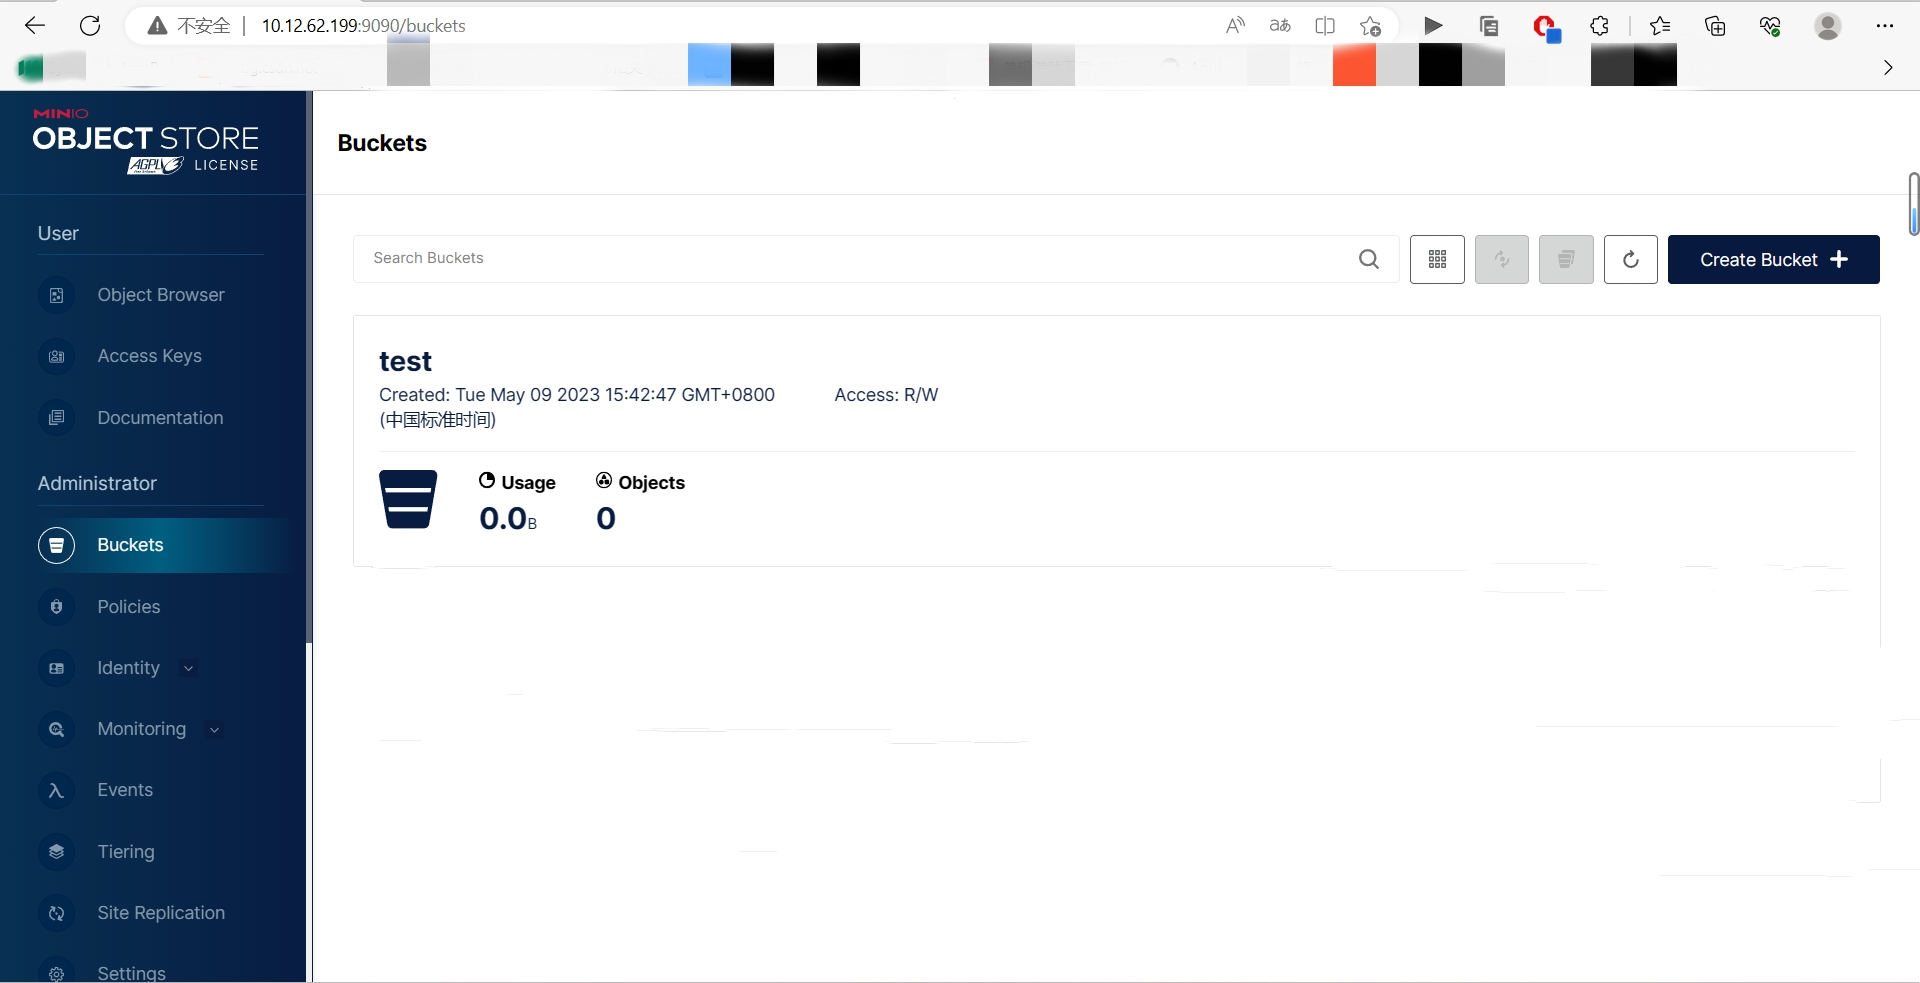 不安全 10.12.62.199:9090/buckets
MINIO
OBJECT STORE
AGPLv3 LICENSE
Buckets
User
Search Buckets
Create Bucket
Object Browser
Access Keys
Documentation
test
Created: Tue May 09 2023 15:42:47 GMT+0800 Access: R/W
(中国标准时间)
Administrator
Usage Objects
0.0B 0
Buckets
Policies
Identity
Monitoring
Events
Tiering
Site Replication
Settings